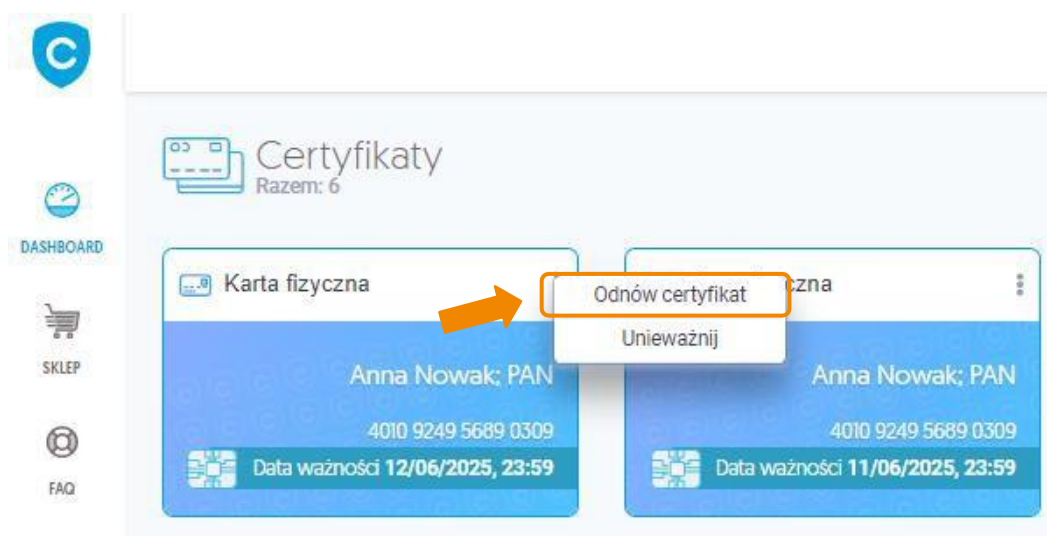 C
Certyfikaty
Razem: 6
DASHBOARD
SKLEP
FAQ
Karta fizyczna
Odnów certyfikat
Unieważnij
Anna Nowak; PAN
4010 9249 5689 0309
Data ważności 12/06/2025, 23:59
czna
Anna Nowak; PAN
4010 9249 5689 0309
Data ważności 11/06/2025, 23:59